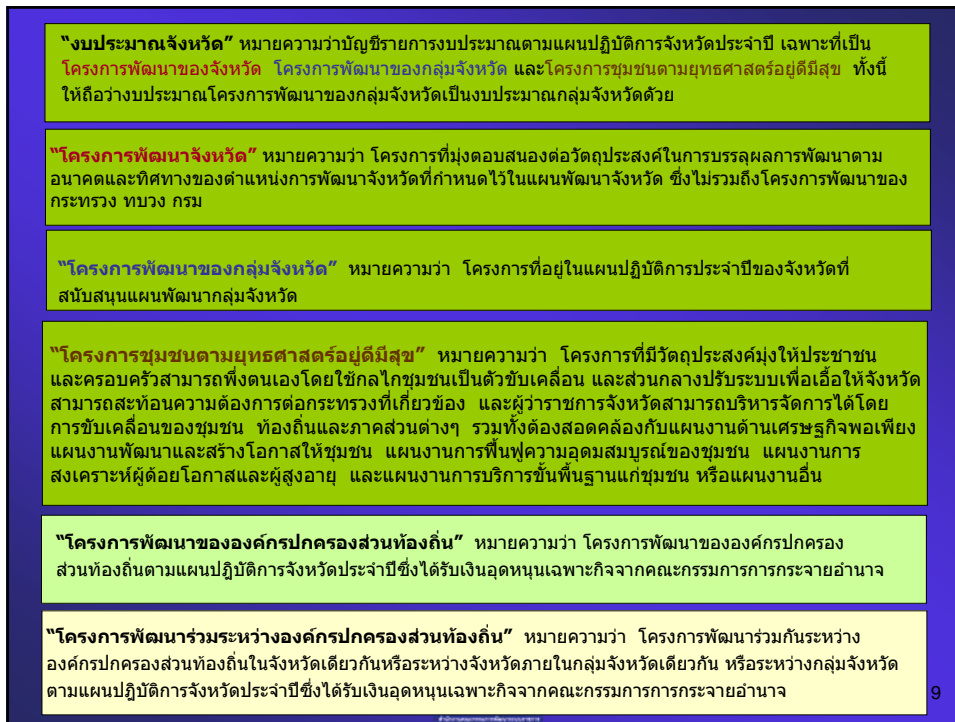 “งบประมาณจังหวัด” หมายความว่าบัญชีรายการงบประมาณตามแผนปฏิบัติการจังหวัดประจำปี เฉพาะที่เป็น
โครงการพัฒนาของจังหวัด โครงการพัฒนาของกลุ่มจังหวัด และโครงการชุมชนตามยุทธศาสตร์อยู่ดีมีสุข ทั้งนี้
ให้ถือว่างบประมาณโครงการพัฒนาของกลุ่มจังหวัดเป็นงบประมาณกลุ่มจังหวัดด้วย
“โครงการพัฒนาจังหวัด” หมายความว่า โครงการที่มุ่งตอบสนองต่อวัตถุประสงค์ในการบรรลุผลการพัฒนาตาม
อนาคตและทิศทางของตำแหน่งการพัฒนาจังหวัดที่กำหนดไว้ในแผนพัฒนาจังหวัด ซึ่งไม่รวมถึงโครงการพัฒนาของ
กระทรวง ทบวง กรม
“โครงการพัฒนาของกลุ่มจังหวัด” หมายความว่า โครงการที่อยู่ในแผนปฏิบัติการประจำปีของจังหวัดที่
สนับสนุนแผนพัฒนากลุ่มจังหวัด
“โครงการชุมชนตามยุทธศาสตร์อยู่ดีมีสุข” หมายความว่า โครงการที่มีวัตถุประสงค์มุ่งให้ประชาชน
และครอบครัวสามารถพึ่งตนเองโดยใช้กลไกชุมชนเป็นตัวขับเคลื่อน และส่วนกลางปรับระบบเพื่อเอื้อให้จังหวัด
สามารถสะท้อนความต้องการต่อกระทรวงที่เกี่ยวข้อง และผู้ว่าราชการจังหวัดสามารถบริหารจัดการได้โดย
การขับเคลื่อนของชุมชน ท้องถิ่นและภาคส่วนต่างๆ รวมทั้งต้องสอดคล้องกับแผนงานด้านเศรษฐกิจพอเพียง
แผนงานพัฒนาและสร้างโอกาสให้ชุมชน แผนงานการฟื้นฟูความอุดมสมบูรณ์ของชุมชน แผนงานการ
สงเคราะห์ผู้ด้อยโอกาสและผู้สูงอายุ และแผนงานการบริการขั้นพื้นฐานแก่ชุมชน หรือแผนงานอื่น
“โครงการพัฒนาขององค์กรปกครองส่วนท้องถิ่น” หมายความว่า โครงการพัฒนาขององค์กรปกครอง
ส่วนท้องถิ่นตามแผนปฎิบัติการจังหวัดประจำปีซึ่งได้รับเงินอุดหนุนเฉพาะกิจจากคณะกรรมการการกระจายอำนาจ
“โครงการพัฒนาร่วมระหว่างองค์กรปกครองส่วนท้องถิ่น” หมายความว่า โครงการพัฒนาร่วมกันระหว่าง
องค์กรปกครองส่วนท้องถิ่นในจังหวัดเดียวกันหรือระหว่างจังหวัดภายในกลุ่มจังหวัดเดียวกัน หรือระหว่างกลุ่มจังหวัด
ตามแผนปฎิบัติการจังหวัดประจำปีซึ่งได้รับเงินอุดหนุนเฉพาะกิจจากคณะกรรมการการกระจายอำนาจ
9
สำนักงานคณะกรรมการพัฒนาระบบราชการ